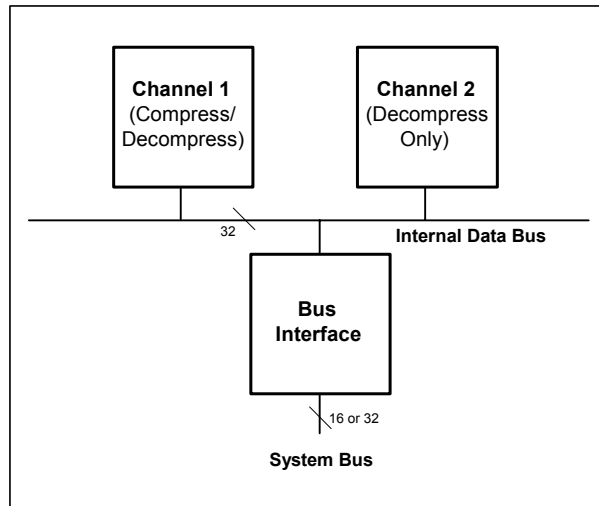 Channel 1
(Compress/
Decompress)
Channel 2
(Decompress
Only)
32
Internal Data Bus
Bus
Interface
16 or 32
System Bus